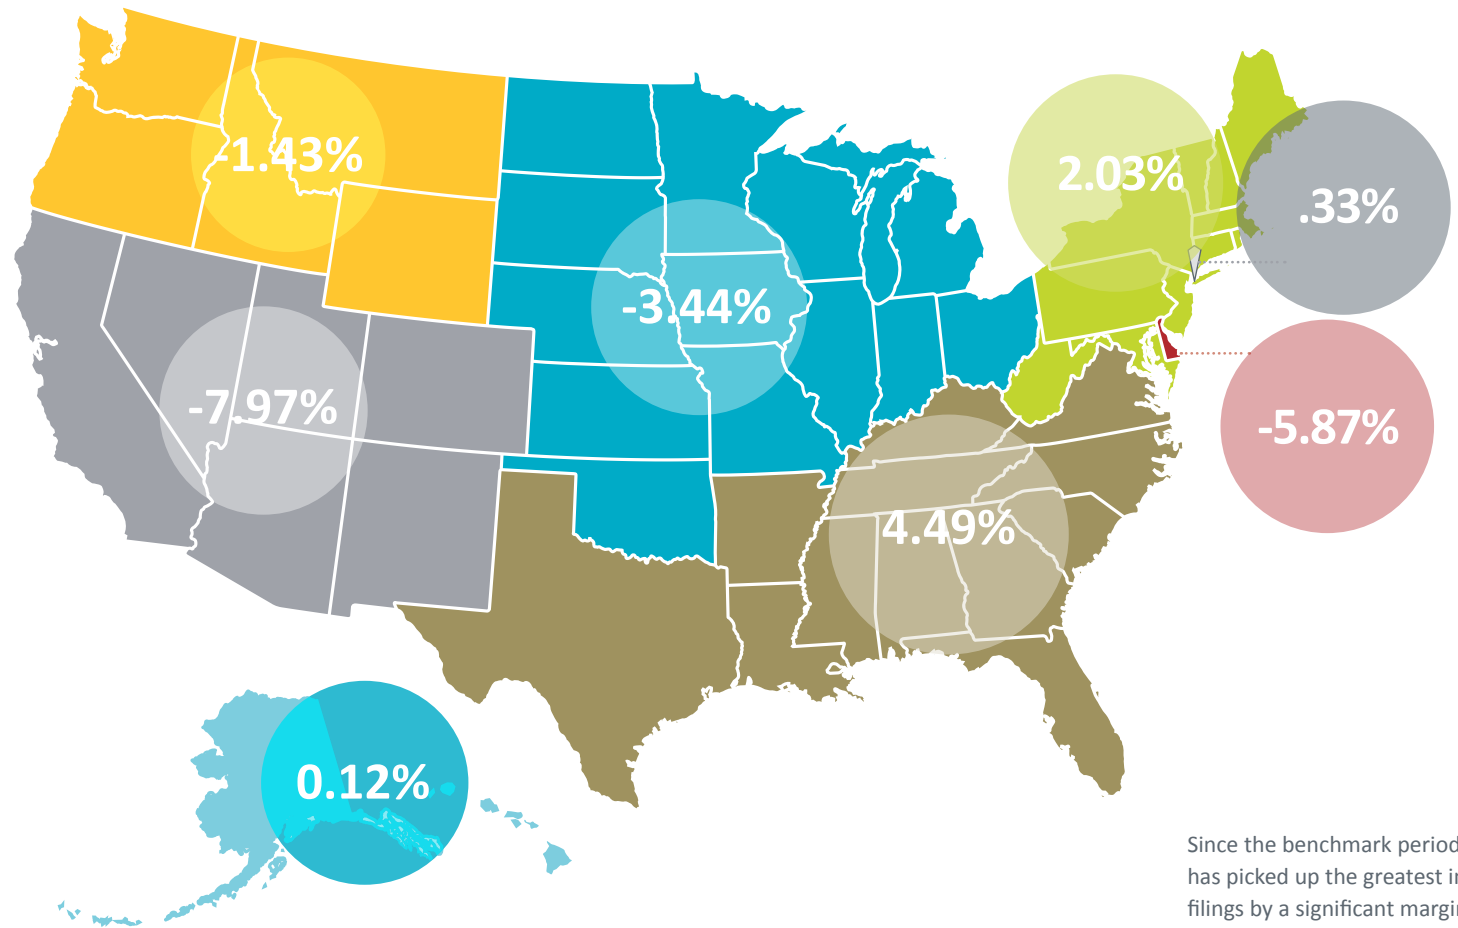 -1.43%
2.03%
.33%
-3.44%
-7.97%
-5.87%
4.49%
0.12%
Since the benchmark period
has picked up the greatest
filings by a significant